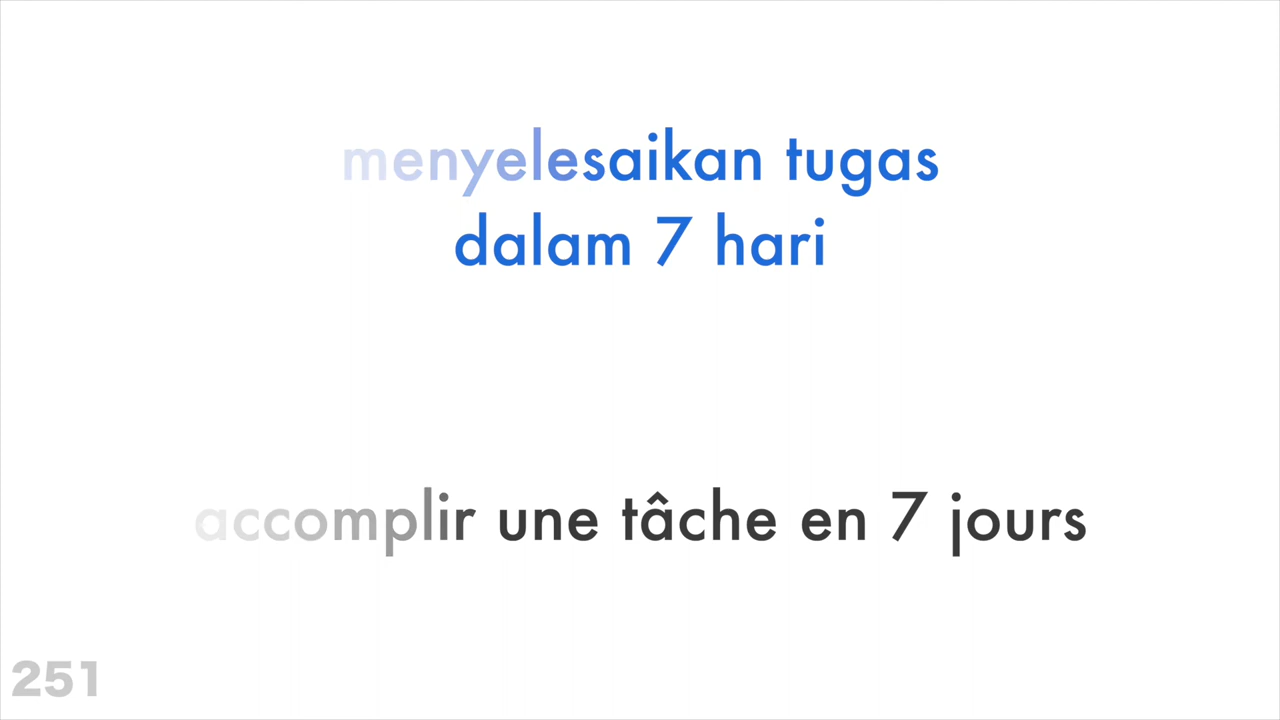 menyelesaikan tugas
dalam 7 hari
accomplir une tâche en 7 jours
251